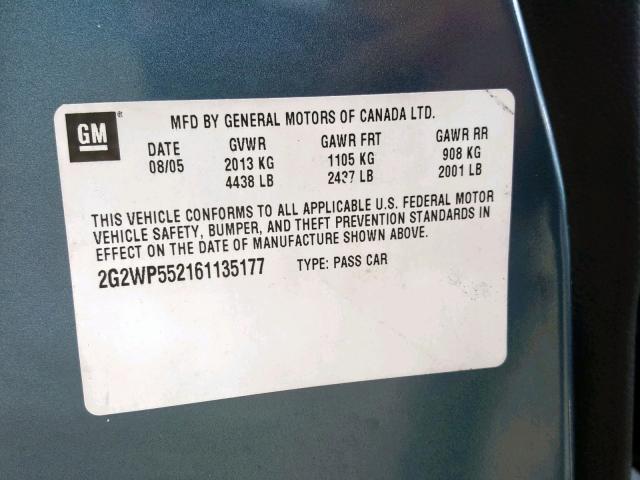 GM
MFD BY GENERAL MOTORS OF CANADA LTD.
DATE GVWR GAWR FRT GAWR RR
08/05 2013 KG 1105 KG 908 KG
4438 LB 2437 LB 2001 LB
THIS VEHICLE CONFORMS TO ALL APPLICABLE U.S. FEDERAL MOTOR
VEHICLE SAFETY, BUMPER, AND THEFT PREVENTION STANDARDS IN
EFFECT ON THE DATE OF MANUFACTURE SHOWN ABOVE.
2G2WP552161135177 TYPE: PASS CAR